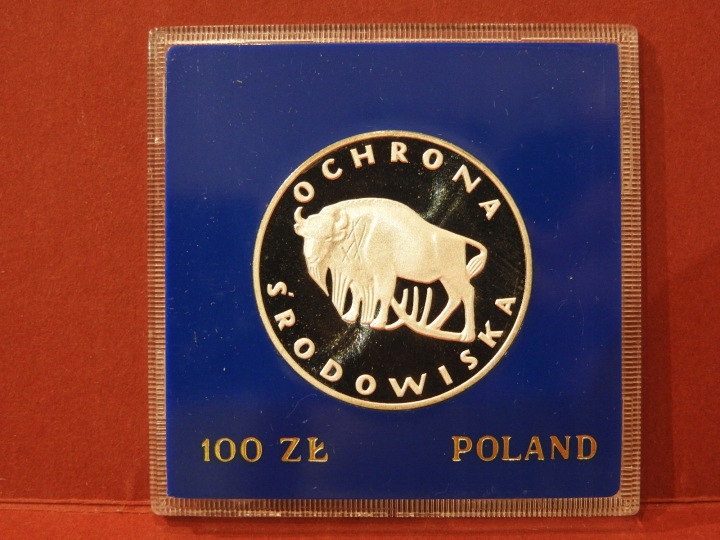 OCHRONA
ŚRODOWISKA
100 ZŁ POLAND